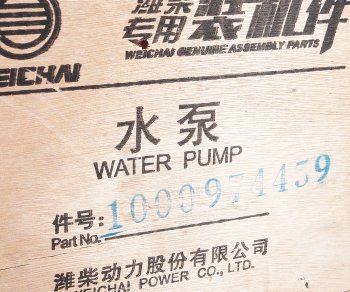 潍柴
专用装机件
WEICHAI GENUINE ASSEMBLY PARTS
WEICHAI
水泵
WATER PUMP
件号:
Part No. 1000974459
潍柴动力股份有限公司
WEICHAI POWER CO., LTD.